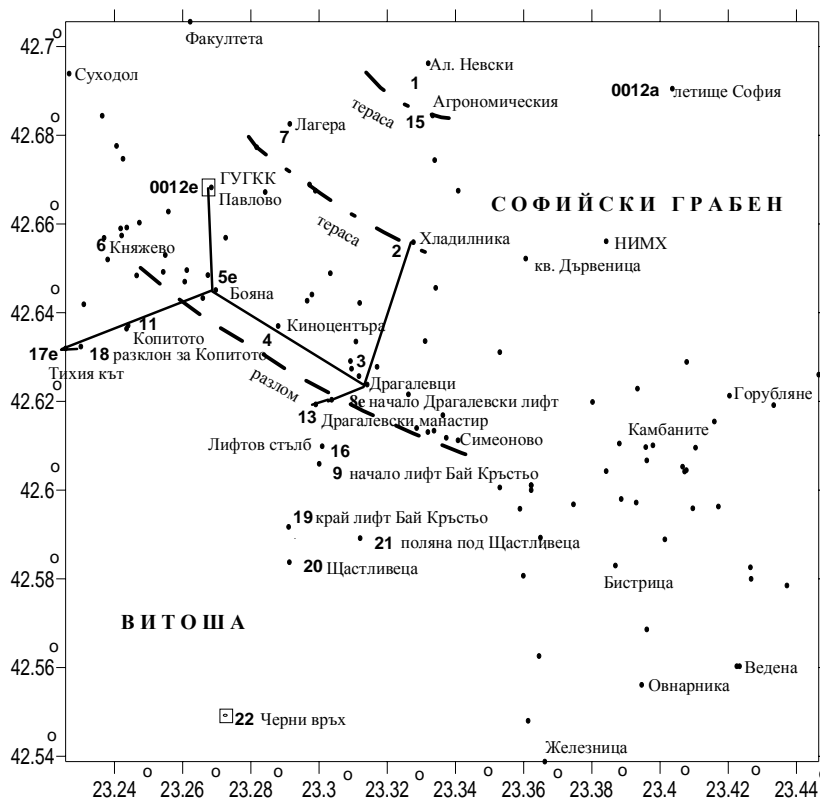 42.7
Факултета
Суходол
Ал. Невски
1
0012a летище София
Агрономическия
15
тераса
42.68
7 Лагера
0012e ГУГКК
Павлово
СОФИЙСКИ ГРАБЕН
42.66
тераса
2 Хладилника
НИМХ
6 Княжево
кв. Дървеница
5e
Бояна
42.64
11
4 Киноцентъра
Копитото
17e 18 разклон за Копитото
Тихия кът
3
разлом
Драгалевци
42.62
8e начало Драгалевски лифт
13 Драгалевски манастир
Горубляне
Камбаните
Симеоново
Лифтов стълб 16
9 начало лифт Бай Кръстьо
42.6
19 край лифт Бай Кръстьо
21 поляна под Щастливеца
20 Щастливеца
42.58
Бистрица
ВИТОША
42.56
Ведена
Овнарника
22 Черни връх
Железница
42.54
23.24 23.26 23.28 23.3 23.32 23.34 23.36 23.38 23.4 23.42 23.44